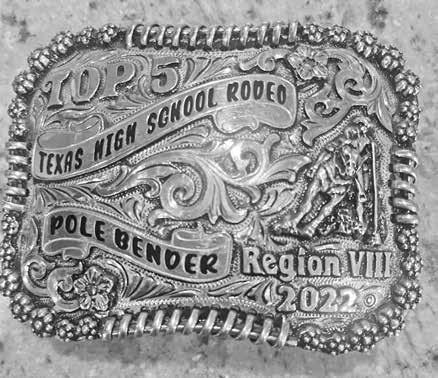 TOP 5
TEXAS HIGH SCHOOL RODEO
POLE BENDER
Region VIII
2022